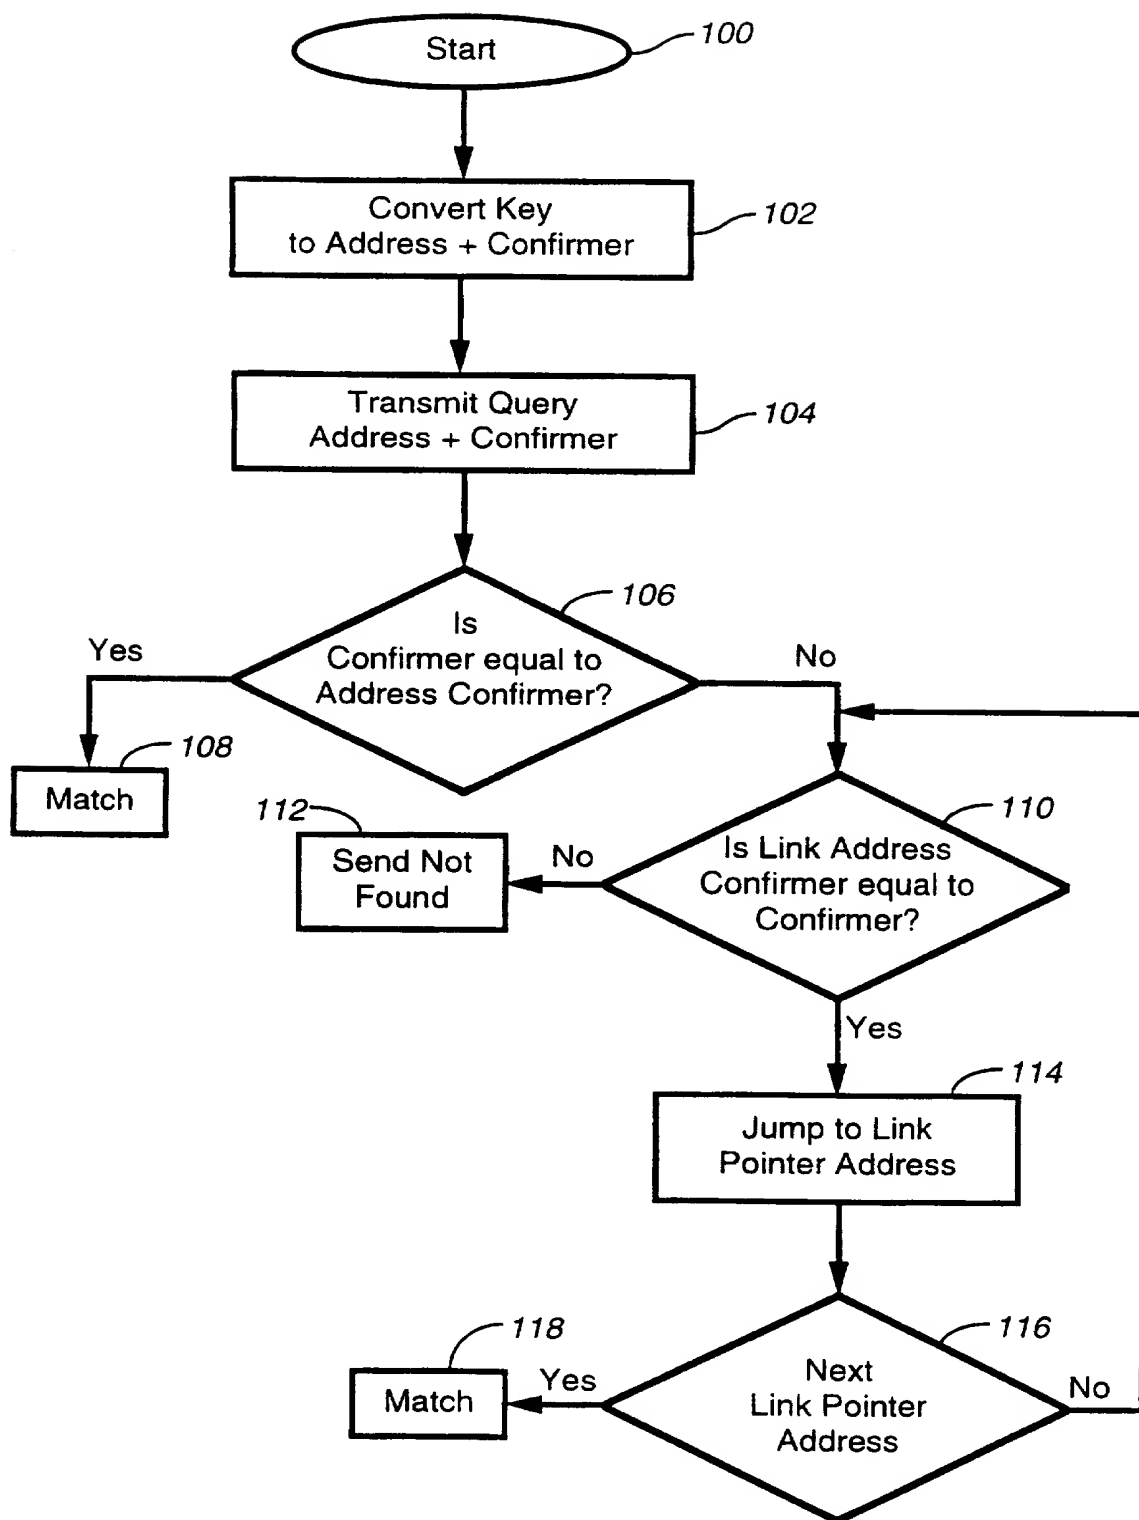 Start
100
Convert Key
to Address + Confirmer
102
Transmit Query
Address + Confirmer
104
Is
Confirmer equal to
Address Confirmer?
106
Yes
No
Match
108
Send Not
Found
112
No
Is Link Address
Confirmer equal to
Confirmer?
110
Yes
Jump to Link
Pointer Address
114
Next
Link Pointer
Address
116
Yes
No
Match
118